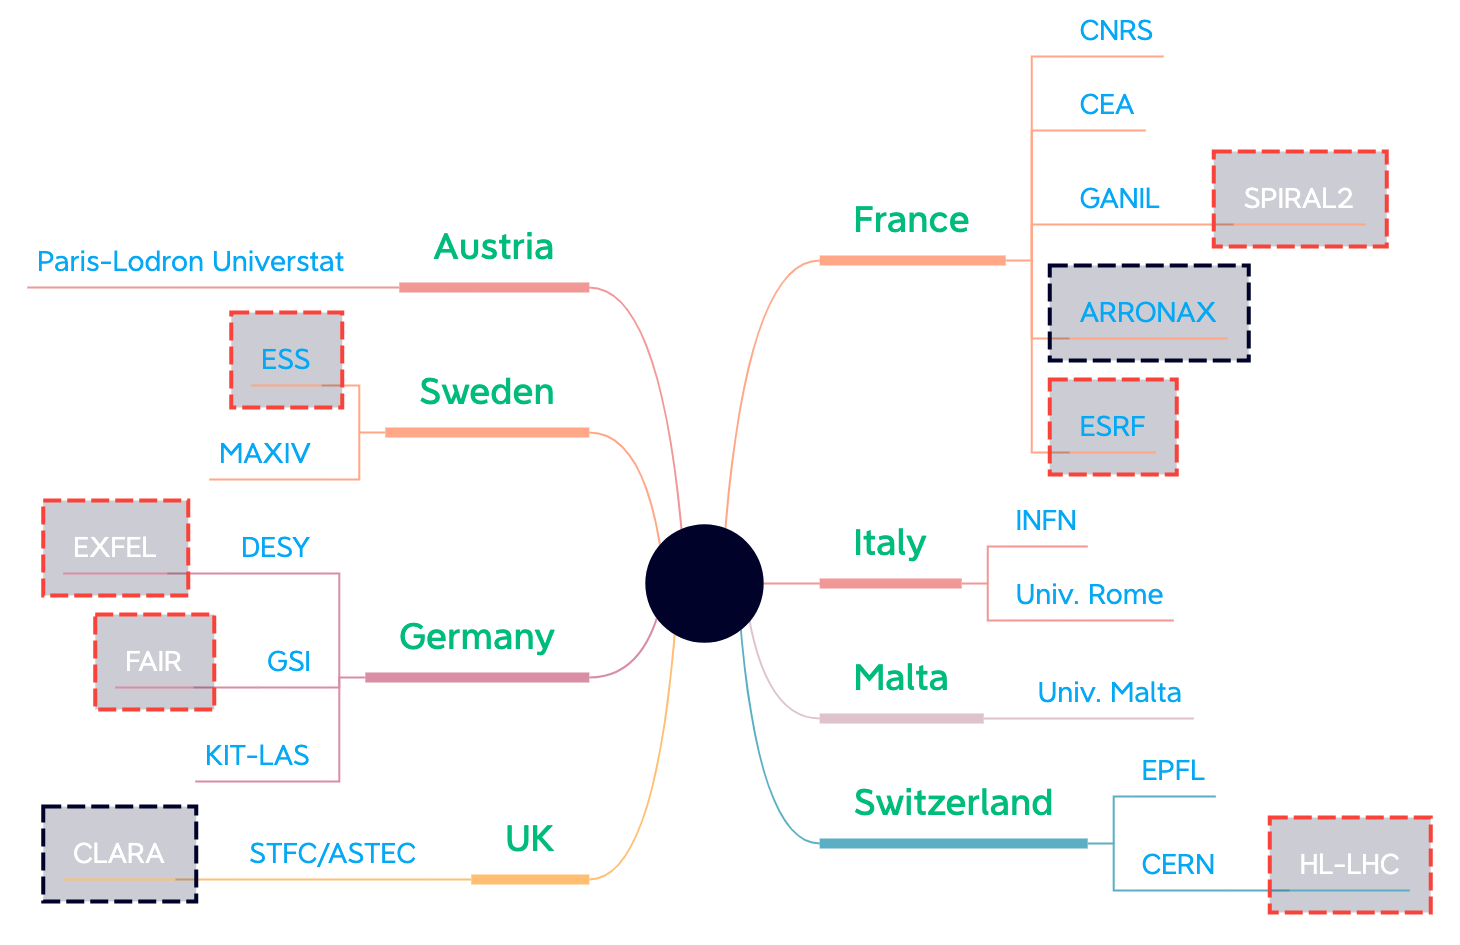 Austria
Paris-Lodron Universtat
Sweden
ESS
MAXIV
Germany
DESY
EXFEL
GSI
FAIR
KIT-LAS
UK
STFC/ASTEC
CLARA
France
CNRS
CEA
GANIL
SPIRAL2
ARRONAX
ESRF
Italy
INFN
Univ. Rome
Malta
Univ. Malta
Switzerland
EPFL
CERN
HL-LHC